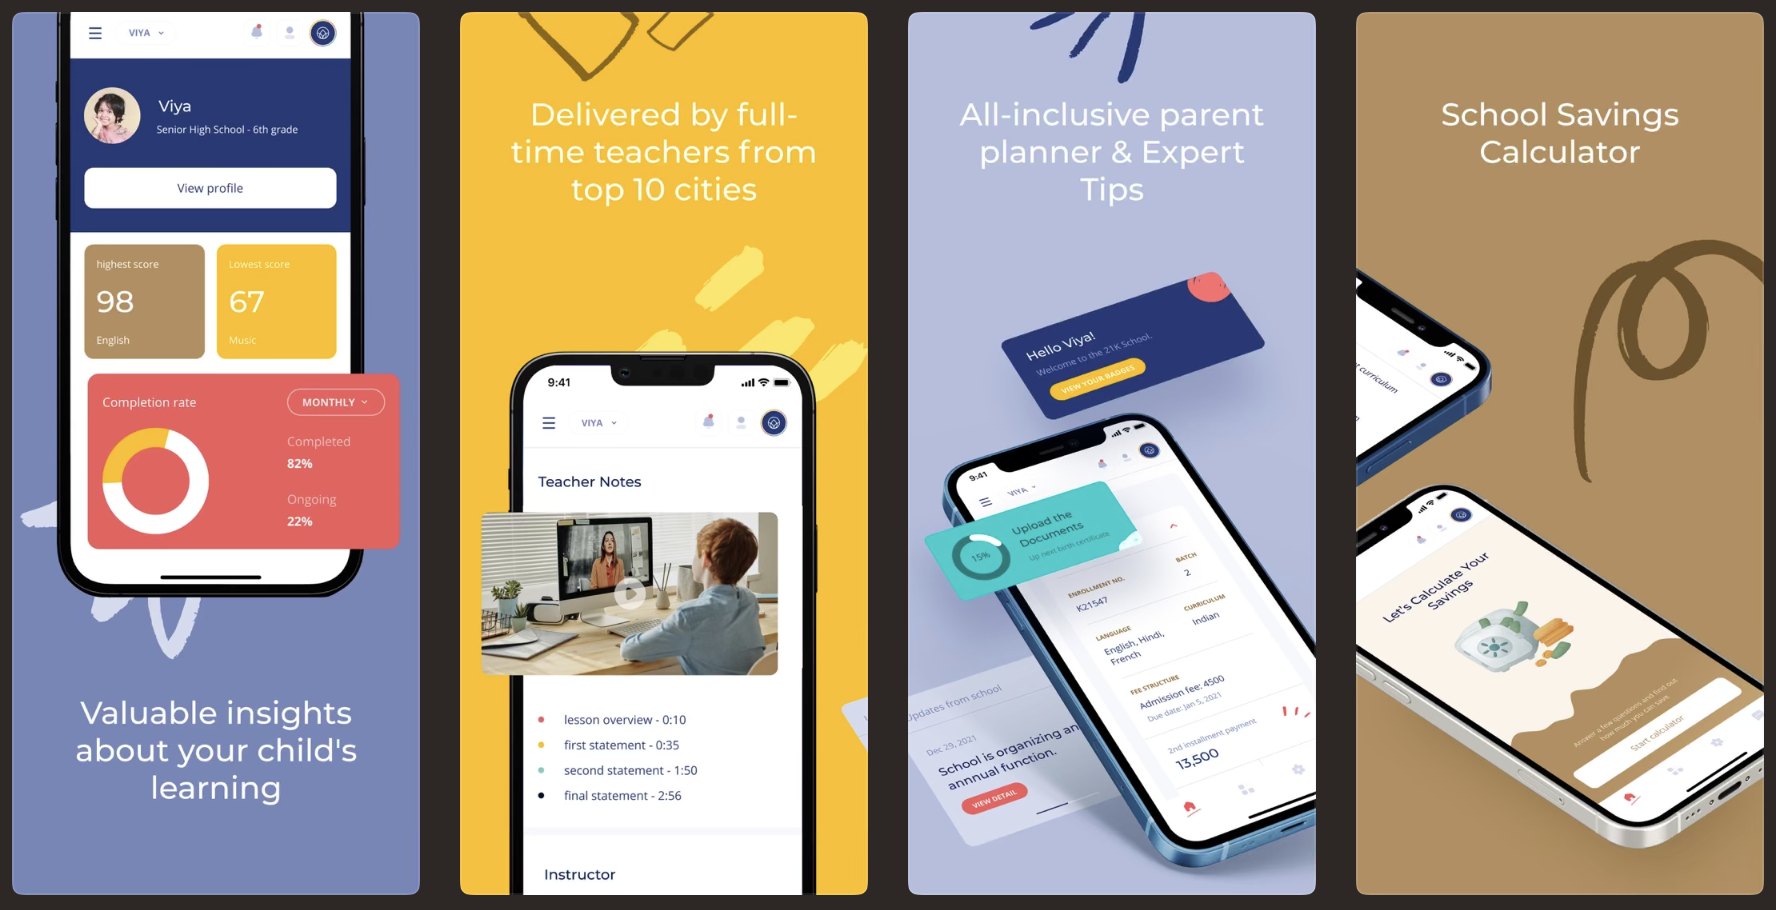 VIYA
Viya
Senior High School - 6th grade
View profile
highest score
98
English
Lowest score
67
Music
Completion rate
MONTHLY
Completed
82%
Ongoing
22%
Valuable insights
about your child's
learning
Delivered by full-
time teachers from
top 10 cities
9:41
VIYA
Teacher Notes
lesson overview - 0:10
first statement - 0:35
second statement - 1:50
final statement - 2:56
Instructor
All-inclusive parent
planner & Expert
Tips
Hello Viya!
Welcome to the 21K School.
VIEW YOUR BADGES
9:41
VIYA
15%
Upload the
Documents
Up next birth certificate
ENROLLMENT NO.
K21547
BATCH
2
LANGUAGE
English, Hindi,
French
CURRICULUM
Indian
FEE STRUCTURE
Admission fee: 4500
Due date: Jan 5, 2021
2nd installment payment
13,500
Updates from school
Dec 29, 2021
School is organizing an
annnual function.
VIEW DETAIL
School Savings
Calculator
curriculum
Let's Calculate Your
Savings
Answer a few questions and find out
how much you can save
Start calculator